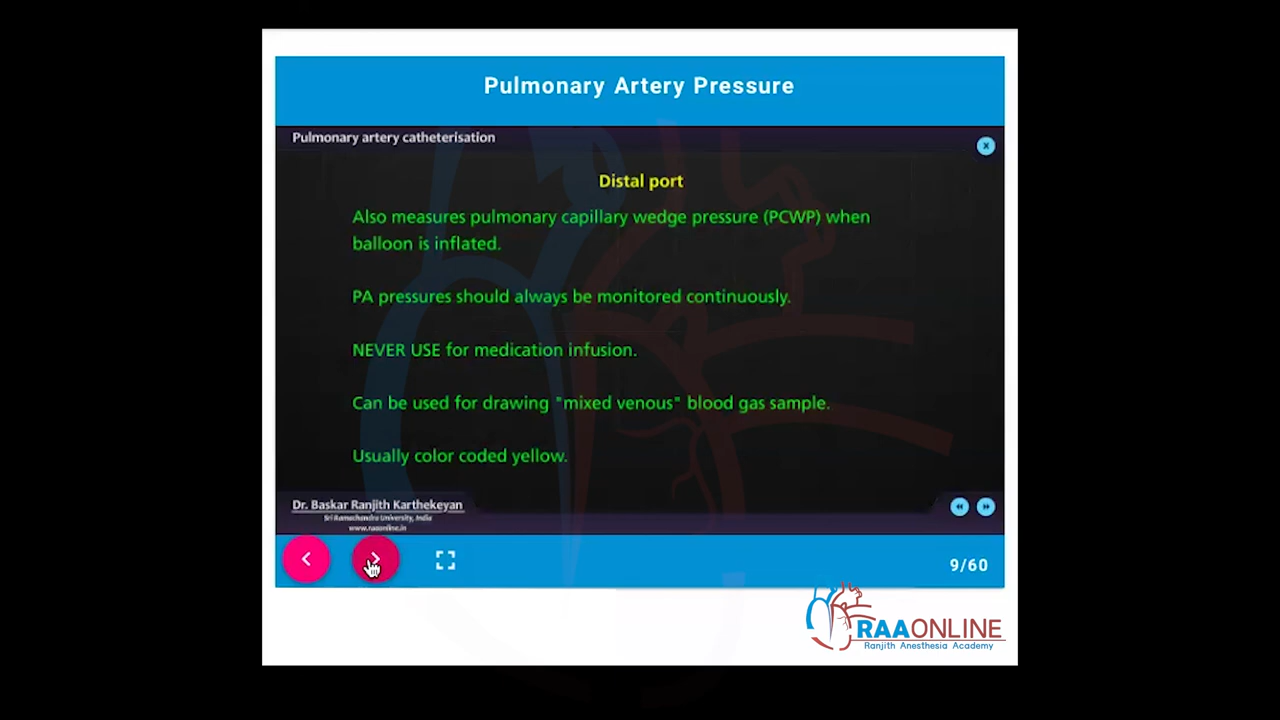 Pulmonary Artery Pressure
Pulmonary artery catheterisation
Distal port
Also measures pulmonary capillary wedge pressure (PCWP) when
balloon is inflated.
PA pressures should always be monitored continuously.
NEVER USE for medication infusion.
Can be used for drawing "mixed venous" blood gas sample.
Usually color coded yellow.
Dr. Baskar Ranjith Karthekeyan
Sri Ramachandra University, India
www.raaonline.in
9/60
RAAONLINE
Ranjith Anesthesia Academy